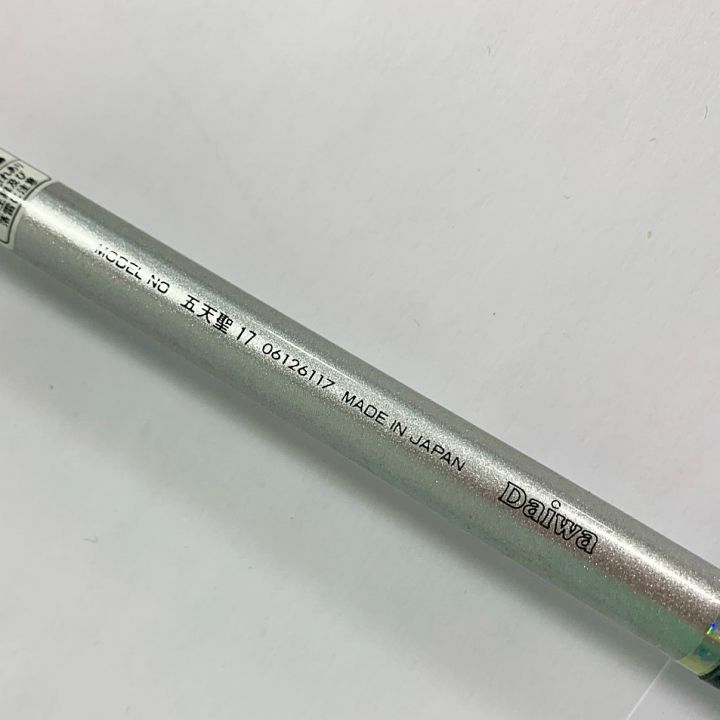 MODEL NO 五天聖 17 06126117 MADE IN JAPAN
Daiwa